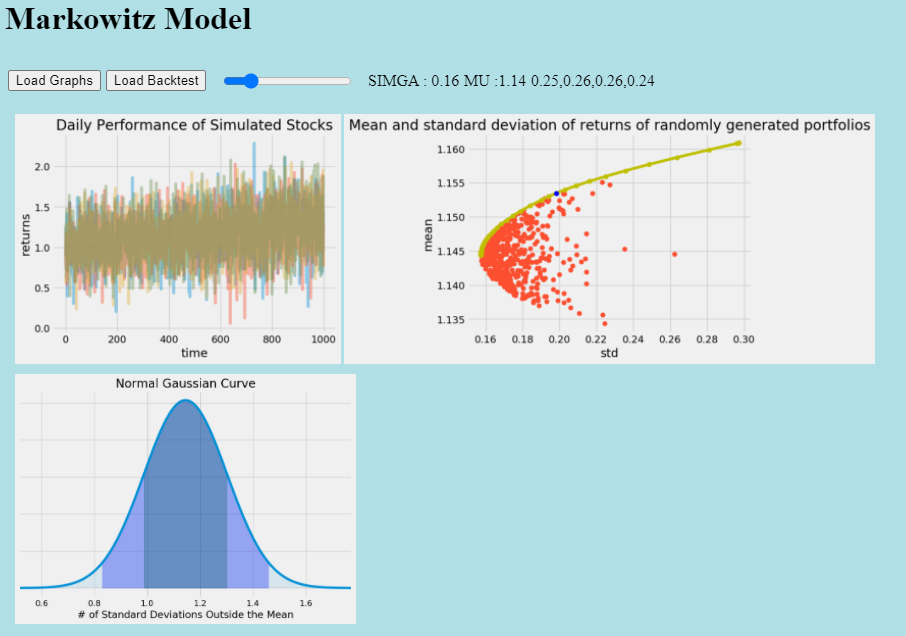 Markowitz Model
Load Graphs Load Backtest SIMGA : 0.16 MU :1.14 0.25,0.26,0.26,0.24
Daily Performance of Simulated Stocks
2.0
1.5
1.0
0.5
0.0
returns
0 200 400 600 800 1000
time
Mean and standard deviation of returns of randomly generated portfolios
1.160
1.155
1.150
1.145
1.140
1.135
mean
0.16 0.18 0.20 0.22 0.24 0.26 0.28 0.30
std
Normal Gaussian Curve
0.6 0.8 1.0 1.2 1.4 1.6
# of Standard Deviations Outside the Mean